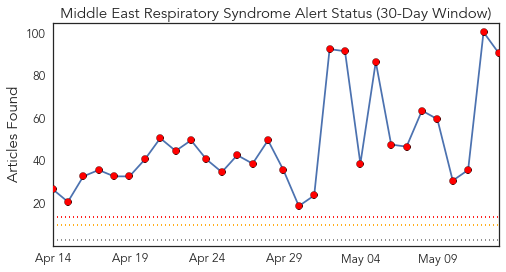 Middle East Respiratory Syndrome Alert Status (30-Day Window)
Articles Found
100
80
60
40
20
Apr 14 Apr 19 Apr 24 Apr 29 May 04 May 09